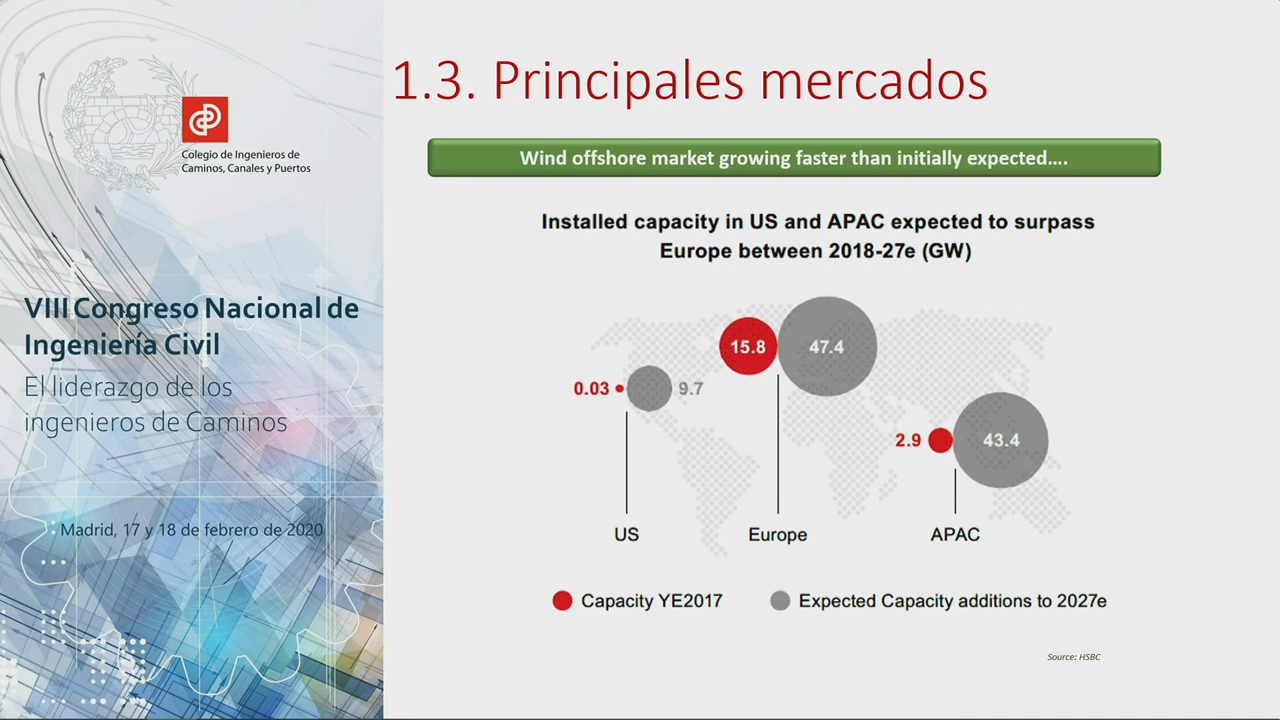 Colegio de Ingenieros de
Caminos, Canales y Puertos
VIII Congreso Nacional de
Ingeniería Civil
El liderazgo de los
ingenieros de Caminos
Madrid, 17 y 18 de febrero de 2020
1.3. Principales mercados
Wind offshore market growing faster than initially expected....
Installed capacity in US and APAC expected to surpass
Europe between 2018-27e (GW)
15.8
47.4
0.03
9.7
2.9
43.4
US
Europe
APAC
Capacity YE2017
Expected Capacity additions to 2027e
Source: HSBC